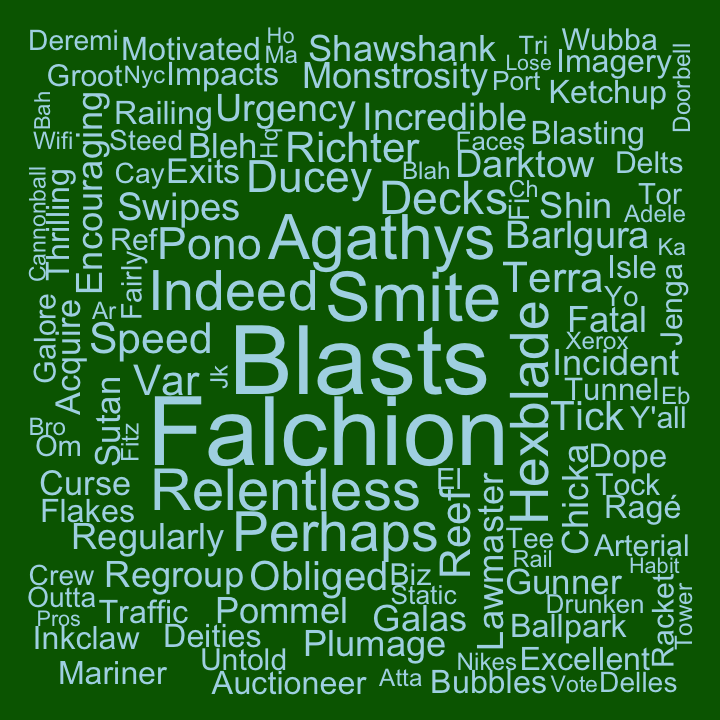 Deremi
Motivated
Ho
Ma
Shawshank
Tri
Lose
Wubba
Imagery
Doorbell
Groot
Nyc
Impacts
Monstrosity
Port
Ketchup
Bah
Encouraging
Railing
Urgency
Incredible
Faces
Blasting
Wifi
Steed
Bleh
Hq
Richter
Blah
Darktow
Delts
Cannonball
Thrilling
Cay
Exits
Ducey
Decks
Ch
Fl
Shin
Tor
Adele
Swipes
Ref
Pono
Agathys
Barlgura
Ka
Fairly
Indeed
Smite
Terra
Isle
Yo
Jenga
Galore
Acquire
Ar
Speed
Blasts
Hexblade
Fatal
Xerox
Incident
Var
Jk
Tunnel
Eb
Sutan
Falchion
Tick
Y'all
Bro
Om
Fitz
Curse
Relentless
El
Chicka
Dope
Tock
Flakes
Reef
Lawmaster
Ragé
Regularly
Perhaps
Tee
Arterial
Rail
Habit
Crew
Regroup
Obliged
Biz
Static
Gunner
Racket
Tower
Outta
Pros
Traffic
Pommel
Galas
Drunken
Ballpark
Inkclaw
Deities
Plumage
Mariner
Untold
Nikes
Excellent
Auctioneer
Atta
Bubbles
Vote
Delles